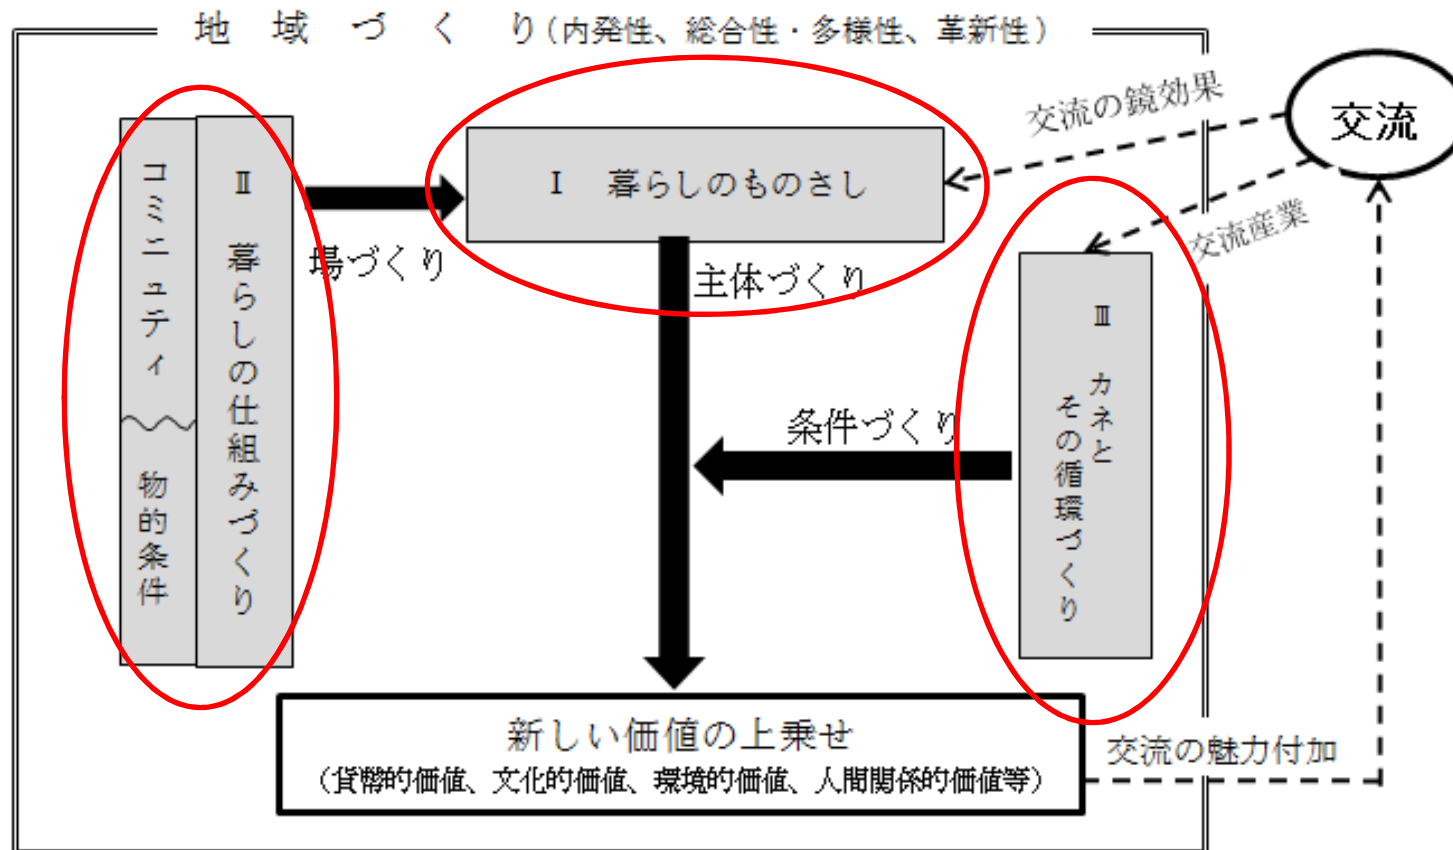 地域づくり(内発性、総合性・多様性、革新性)
交流
交流の鏡効果
交流産業
Ⅰ 暮らしのものさし
主体づくり
コミニュティ
物的条件
Ⅱ 暮らしの仕組みづくり
場づくり
条件づくり
Ⅲ カネと
その循環づくり
新しい価値の上乗せ
(貨幣的価値、文化的価値、環境的価値、人間関係的価値等)
交流の魅力付加